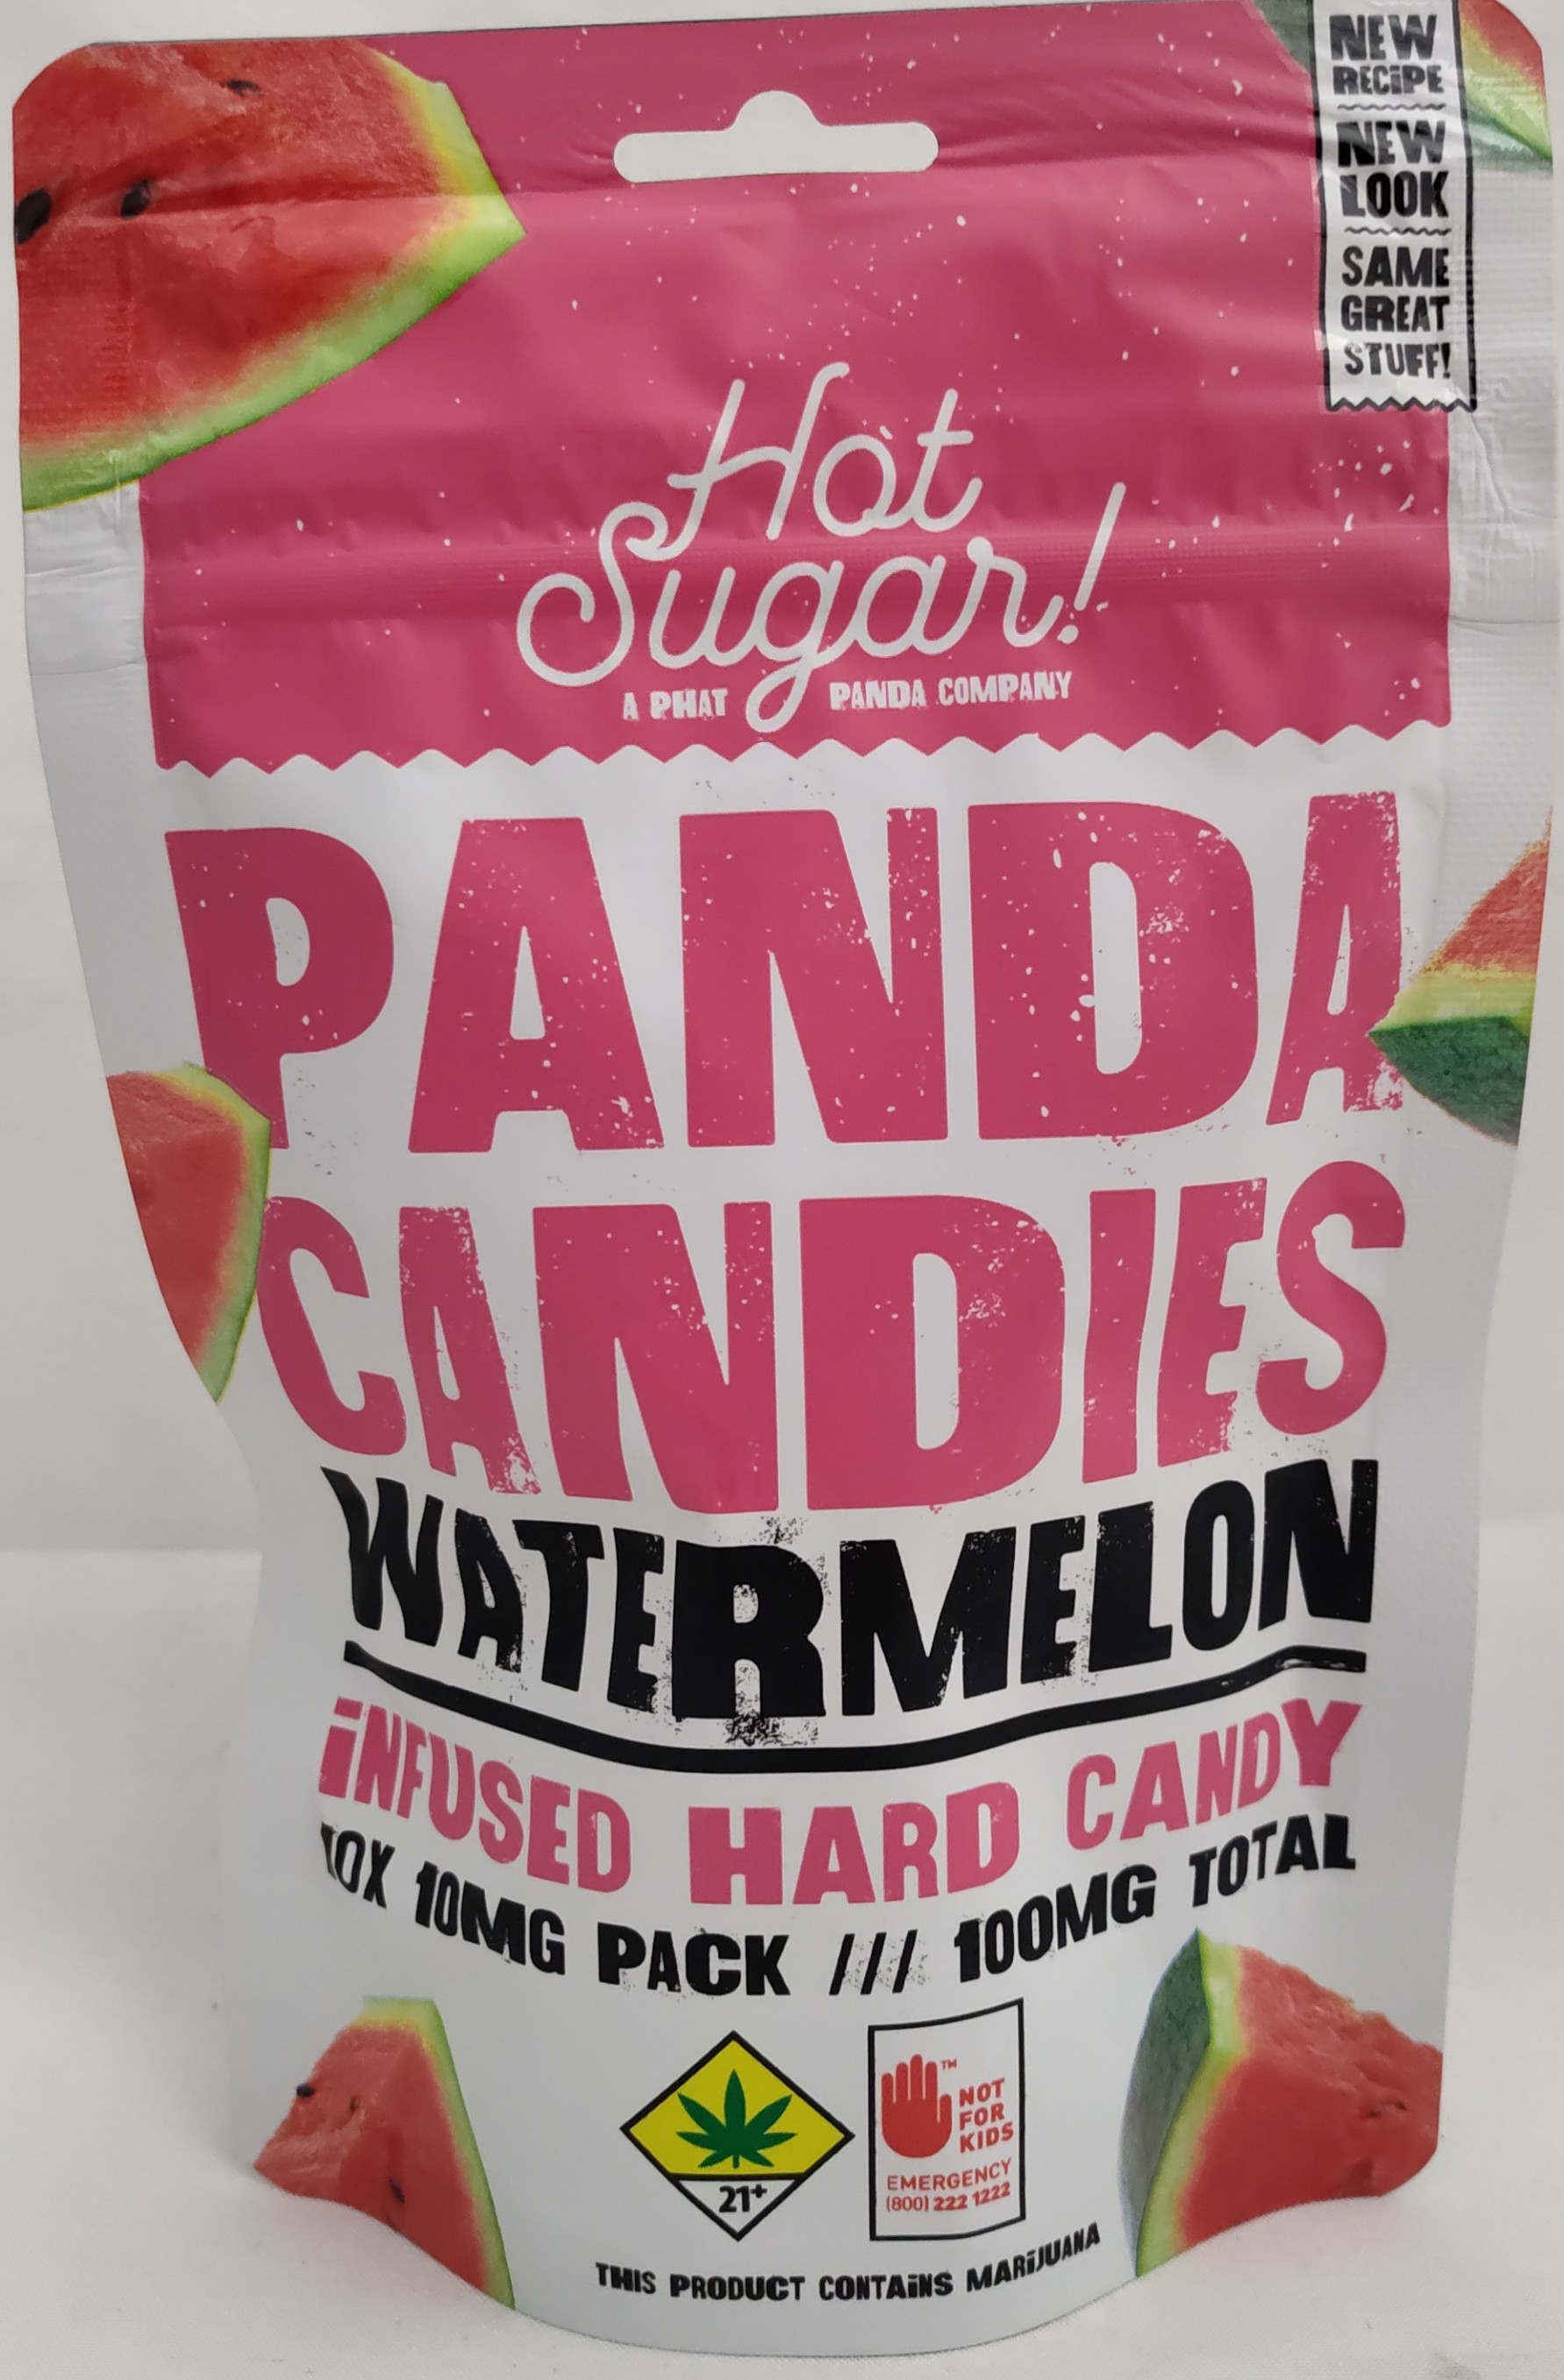 NEW
RECiPE
NEW
LOOK
SAME
GREAT
STUFF!
Hot
Sugar!
A PHAT PANDA COMPANY
PANDA
CANDIES
WATERMELON
iNFUSED HARD CANDY
10X 10MG PACK /// 100MG TOTAL
21+
™
NOT
FOR
KIDS
EMERGENCY
(800) 222 1222
THIS PRODUCT CONTAiNS MARiJUANA